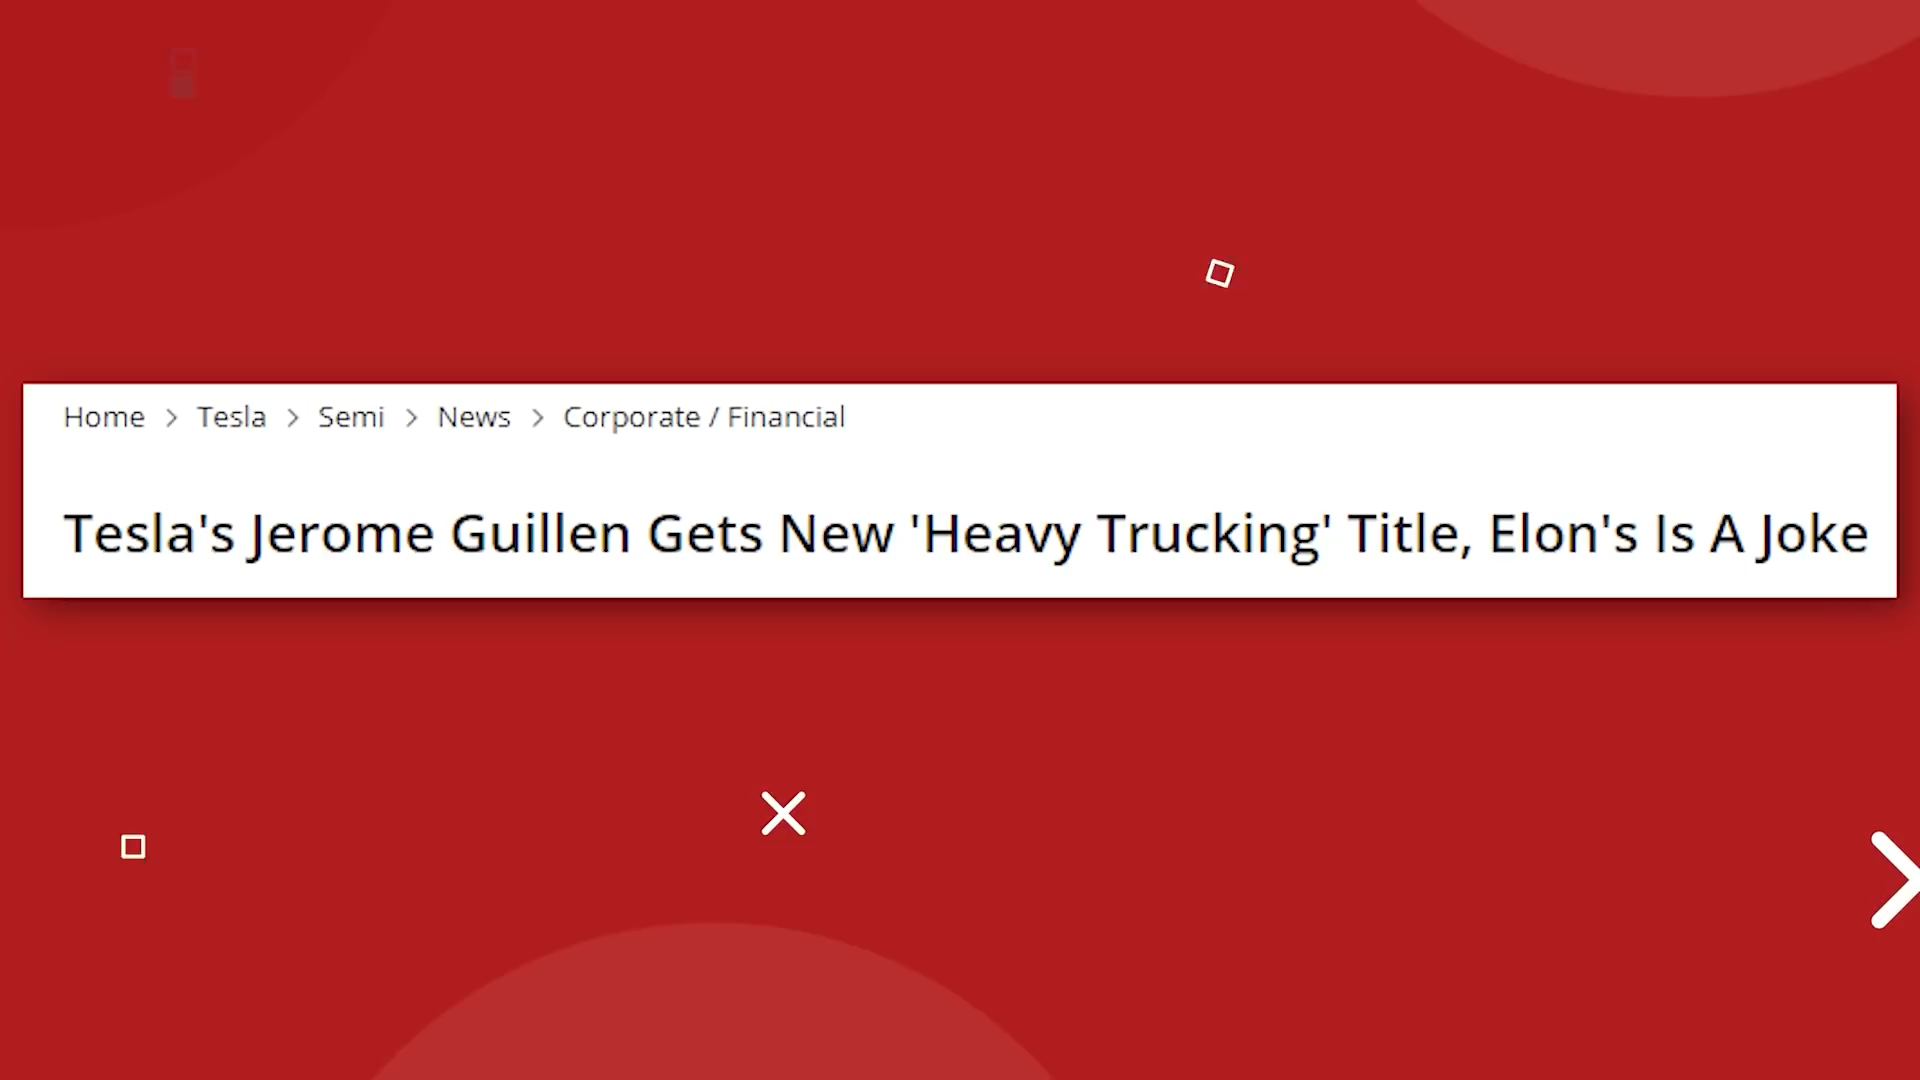 Home > Tesla > Semi > News > Corporate / Financial
Tesla's Jerome Guillen Gets New 'Heavy Trucking' Title, Elon's Is A Joke